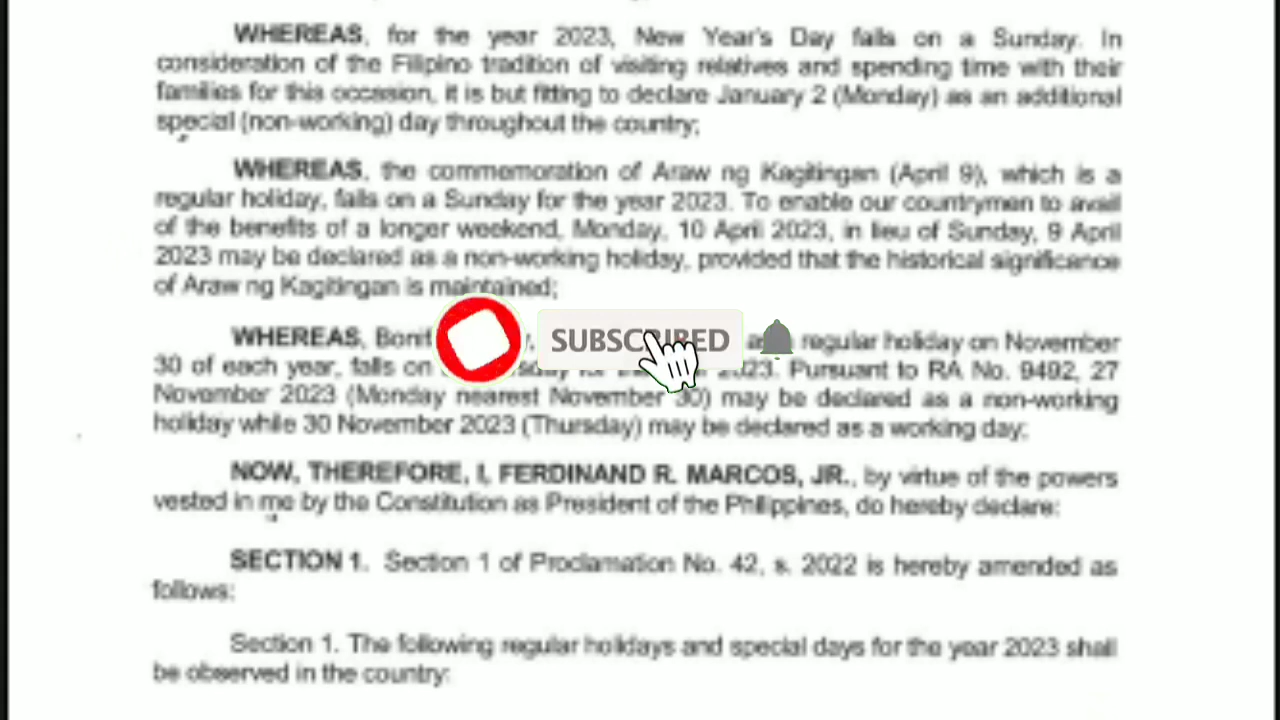 WHEREAS, for the year 2023, New Year's Day falls on a Sunday. In
consideration of the Filipino tradition of visiting relatives and spending time with their
families for this occasion, it is but fitting to declare January 2 (Monday) as an additional
special (non-working) day throughout the country;
WHEREAS, the commemoration of Araw ng Kagitingan (April 9), which is a
regular holiday, falls on a Sunday for the year 2023. To enable our countrymen to avail
of the benefits of a longer weekend, Monday, 10 April 2023, in lieu of Sunday, 9 April
2023 may be declared as a non-working holiday, provided that the historical significance
of Araw ng Kagitingan is maintained;
WHEREAS, regular holiday on November
SUBSCRIBED
30 of each year, falls on 2023. Pursuant to RA No. 9492, 27
November 2023 (Monday nearest November 30) may be declared as a non-working
holiday while 30 November 2023 (Thursday) may be declared as a working day;
NOW, THEREFORE, I, FERDINAND R. MARCOS, JR., by virtue of the powers
vested in me by the Constitution as President of the Philippines, do hereby declare:
SECTION 1. Section 1 of Proclamation No. 42, s. 2022 is hereby amended as
follows:
Section 1. The following regular holidays and special days for the year 2023 shall
be observed in the country: